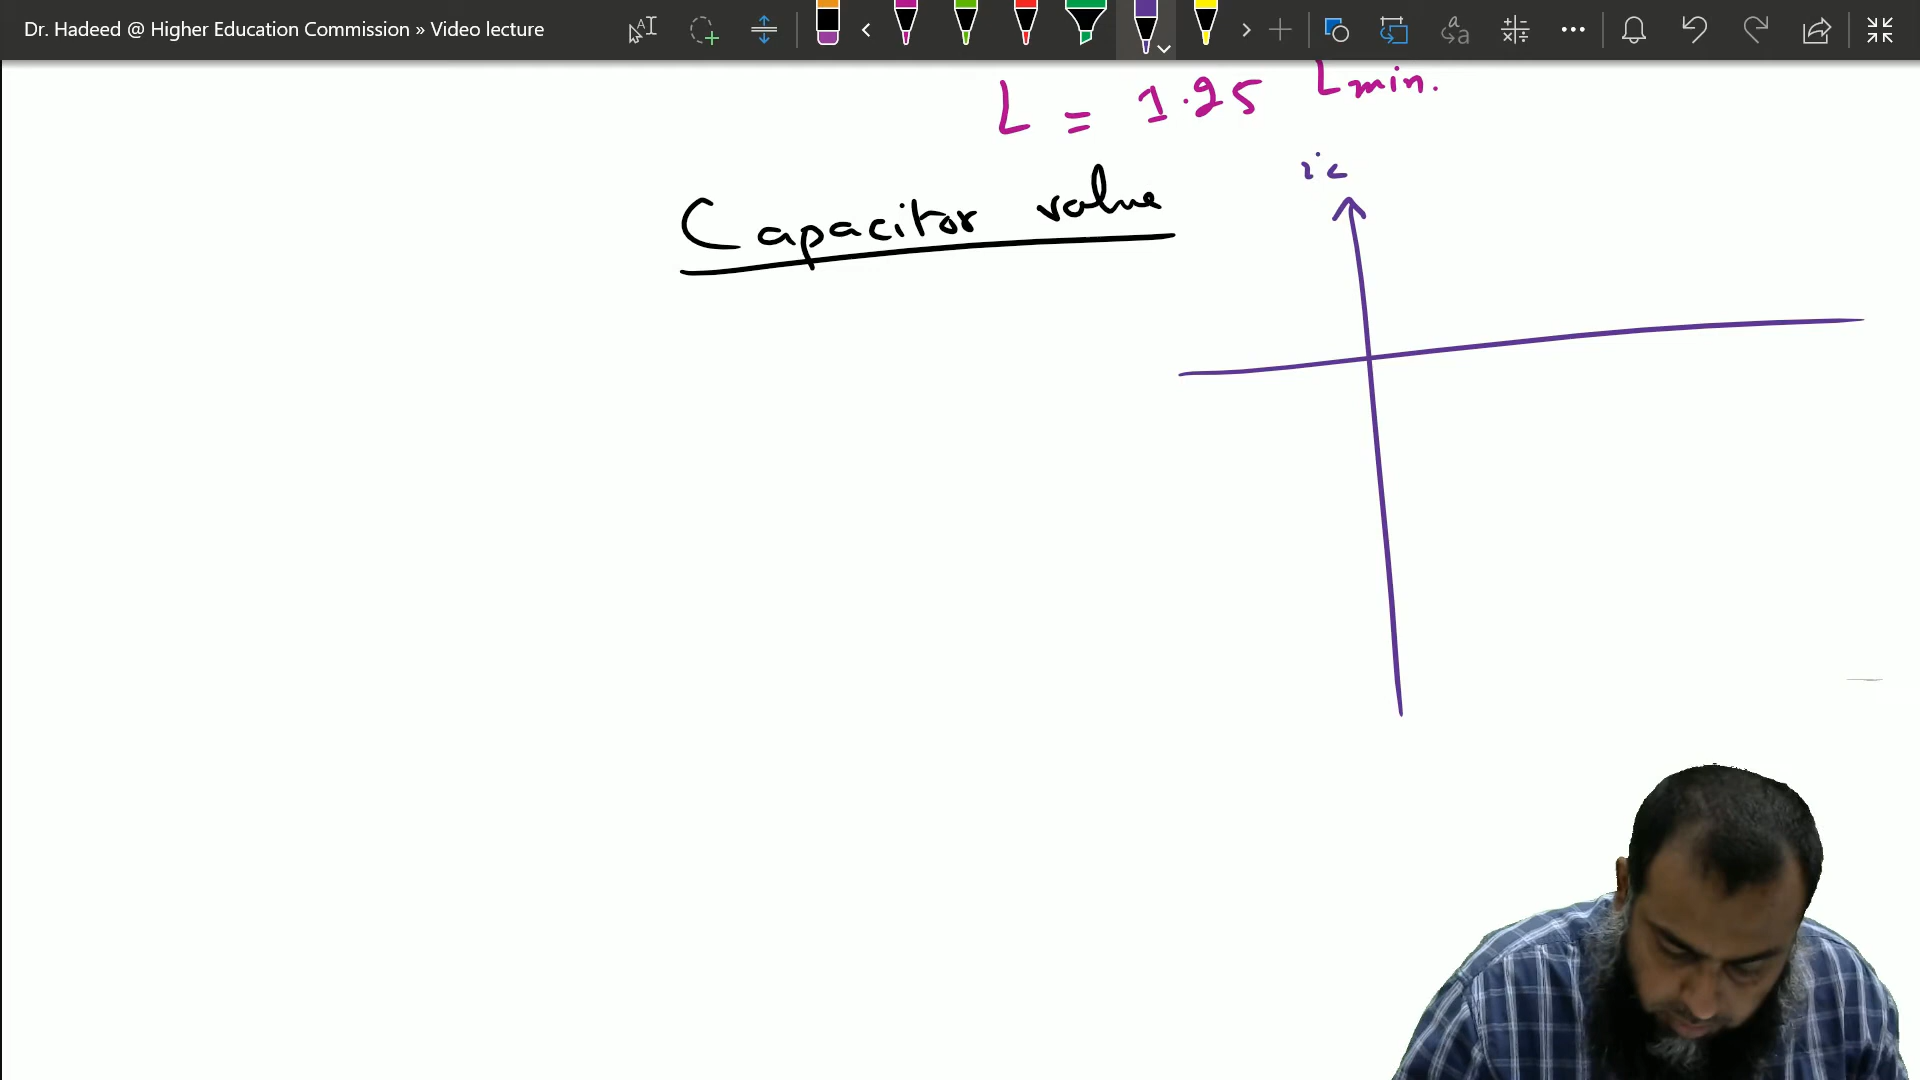 Dr. Hadeed @ Higher Education Commission » Video lecture
L = 1.25 Lmin.
Capacitor value
ic